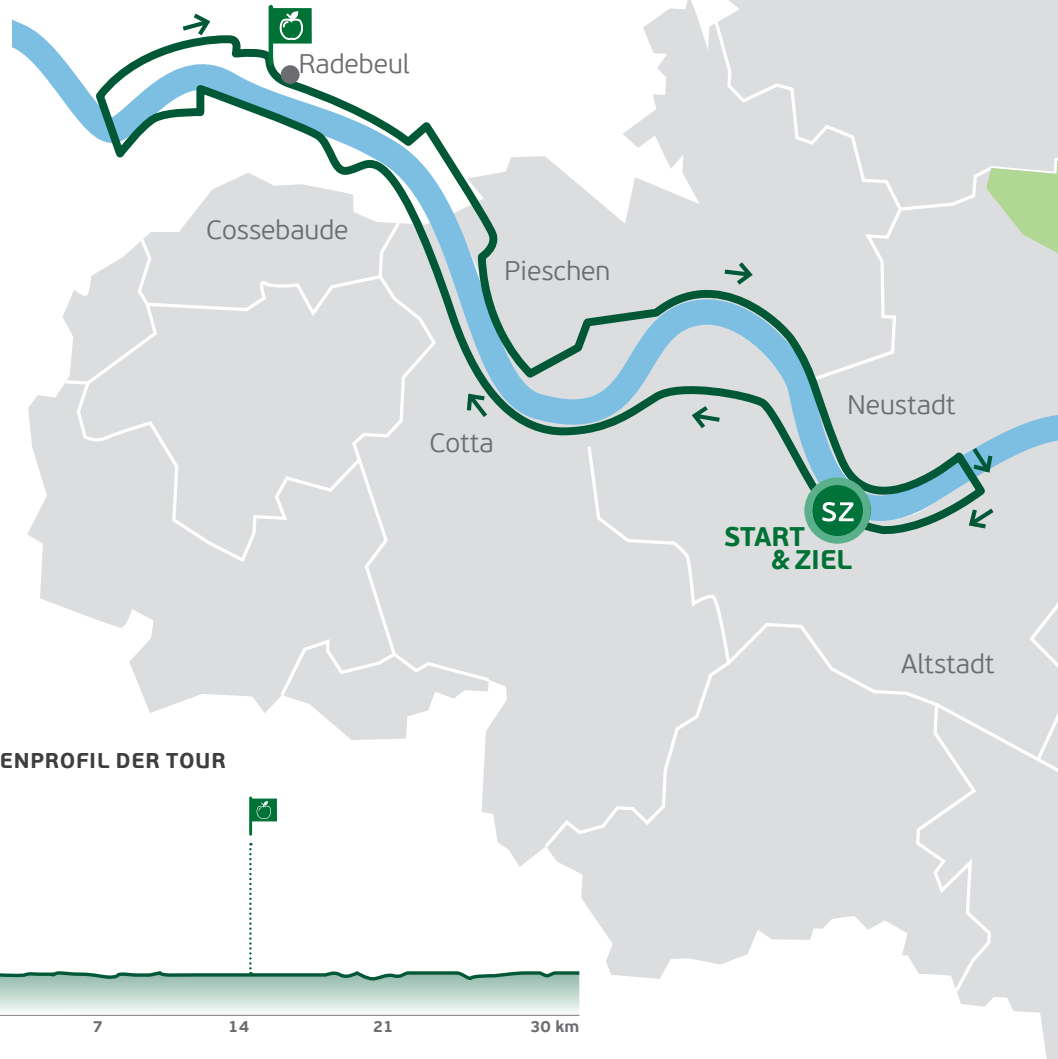 Radebeul
Cossebaude
Pieschen
Neustadt
Cotta
SZ
START
& ZIEL
Altstadt
ENPROFIL DER TOUR
7 14 21 30 km